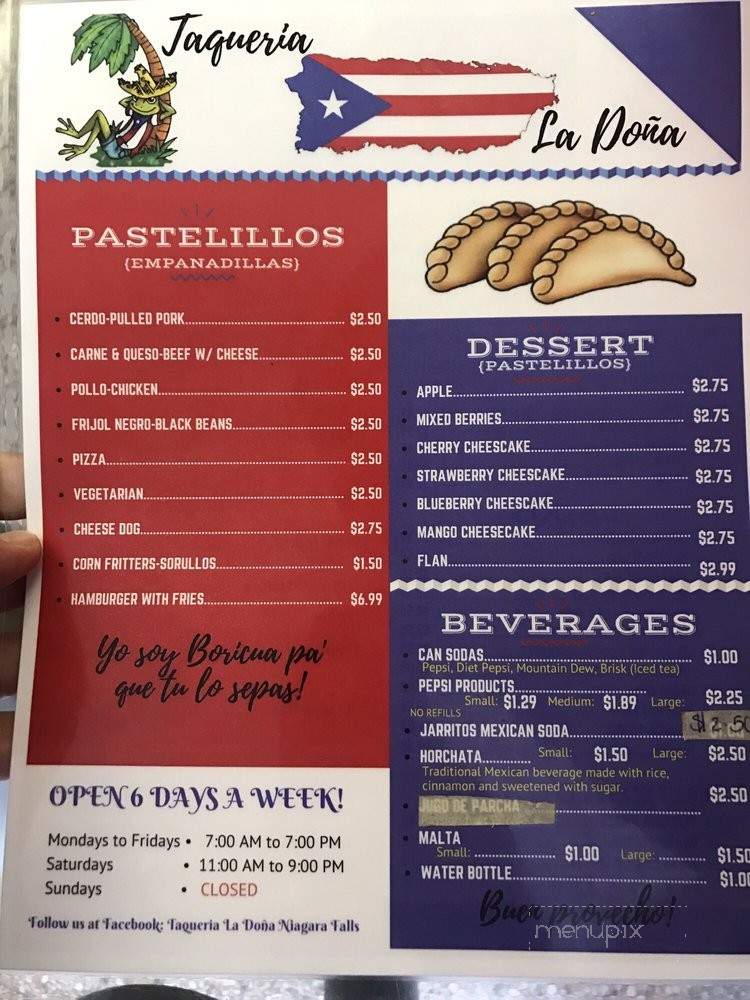 Taqueria
La Doña
PASTELILLOS
{EMPANADILLAS}
• CERDO-PULLED PORK........ $2.50
• CARNE & QUESO-BEEF W/ CHEESE........ $2.50
• POLLO-CHICKEN........ $2.50
• FRIJOL NEGRO-BLACK BEANS........ $2.50
• PIZZA........ $2.50
• VEGETARIAN........ $2.50
• CHEESE DOG........ $2.75
• CORN FRITTERS-SORULLOS........ $1.50
• HAMBURGER WITH FRIES........ $6.99
Yo soy Boricua pa'
que tu lo sepas!
OPEN 6 DAYS A WEEK!
Mondays to Fridays • 7:00 AM to 7:00 PM
Saturdays • 11:00 AM to 9:00 PM
Sundays • CLOSED
Follow us at Facebook: Taqueria La Doña Niagara Falls
DESSERT
{PASTELILLOS}
• APPLE........ $2.75
• MIXED BERRIES........ $2.75
• CHERRY CHEESCAKE........ $2.75
• STRAWBERRY CHEESCAKE........ $2.75
• BLUEBERRY CHEESCAKE........ $2.75
• MANGO CHEESECAKE........ $2.75
• FLAN........ $2.99
BEVERAGES
• CAN SODAS........ $1.00
Pepsi, Diet Pepsi, Mountain Dew, Brisk (Iced tea)
• PEPSI PRODUCTS........
Small: $1.29 Medium: $1.89 Large: $2.25
NO REFILLS
• JARRITOS MEXICAN SODA........ $2.50
• HORCHATA........ Small: $1.50 Large: $2.50
Traditional Mexican beverage made with rice,
cinnamon and sweetened with sugar.
• JUGO DE PARCHA........ $2.50
• MALTA
Small: ........ $1.00 Large: ........ $1.50
• WATER BOTTLE........ $1.00
Buen provecho!
menupix